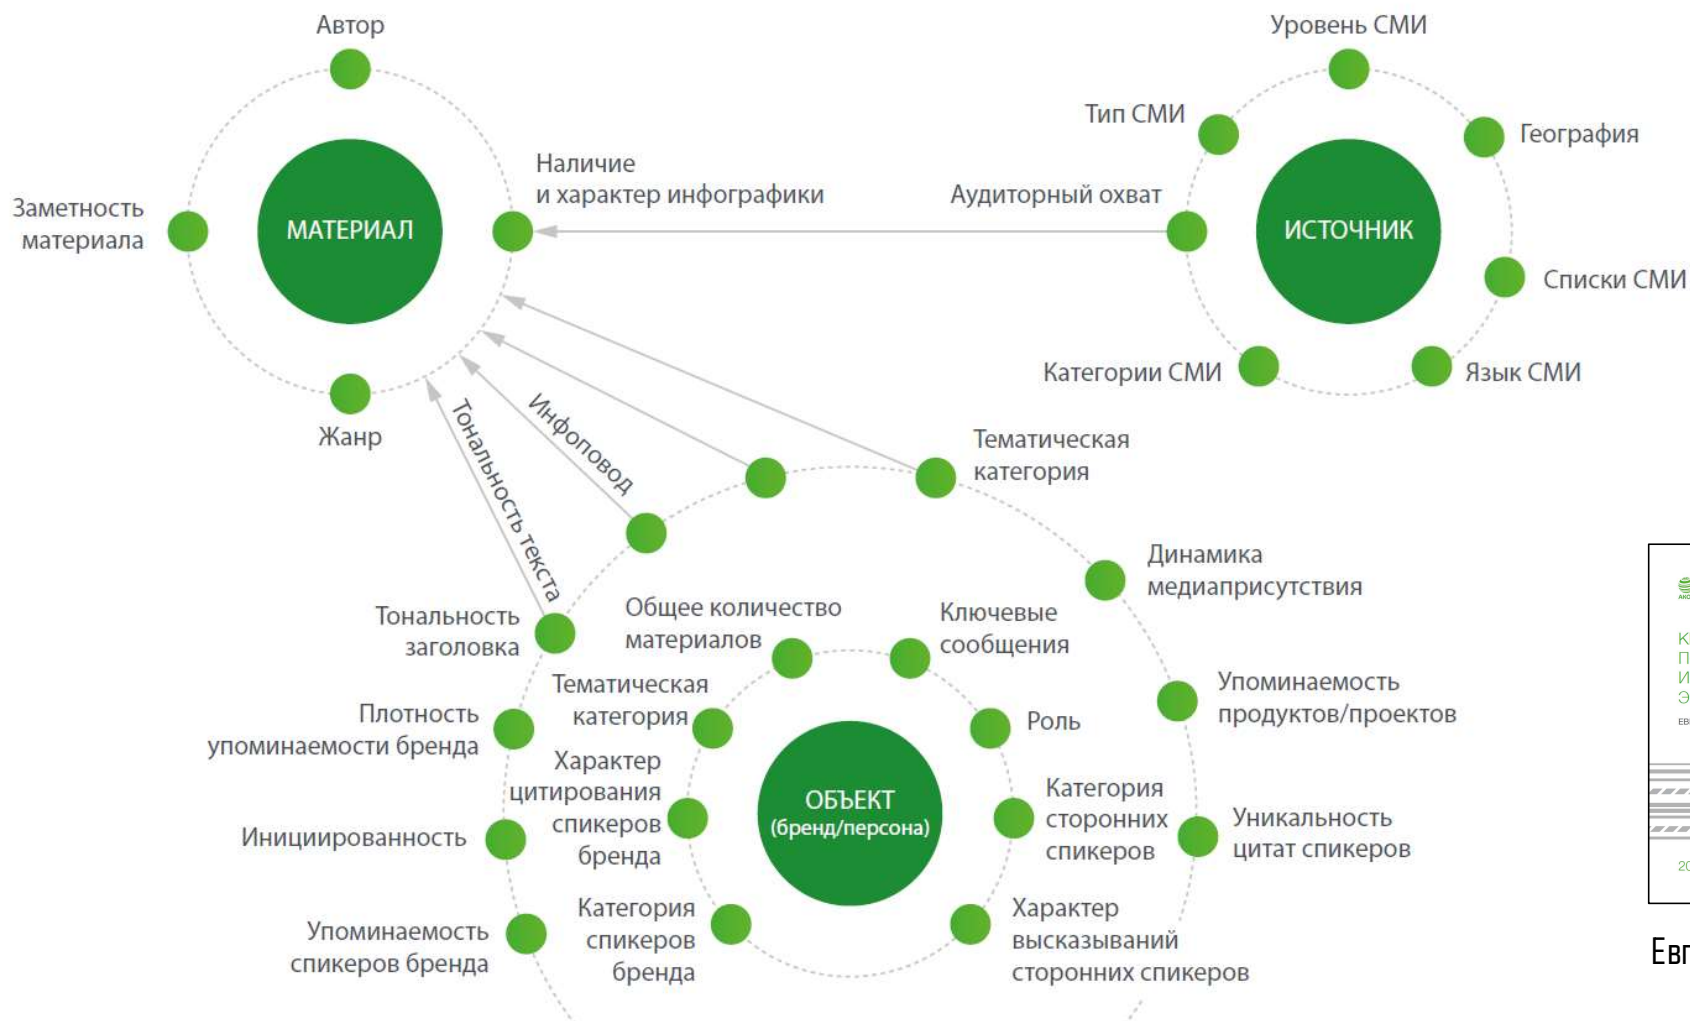 Автор
Уровень СМИ
Тип СМИ
География
Наличие
и характер инфографики
Аудиторный охват
Заметность
материала
МАТЕРИАЛ
ИСТОЧНИК
Списки СМИ
Категории СМИ
Язык СМИ
Жанр
Тональность текста
Инфоповод
Тематическая
категория
Динамика
медиаприсутствия
Тональность
заголовка
Общее количество
материалов
Ключевые
сообщения
Плотность
упоминаемости бренда
Тематическая
категория
Роль
Упоминаемость
продуктов/проектов
Характер
цитирования
спикеров
бренда
ОБЪЕКТ
(бренд/персона)
Категория
сторонних
спикеров
Инициированность
Уникальность
цитат спикеров
Упоминаемость
спикеров бренда
Категория
спикеров
бренда
Характер
высказываний
сторонних спикеров
К
П
И
Э
ЕВ
20
Евг